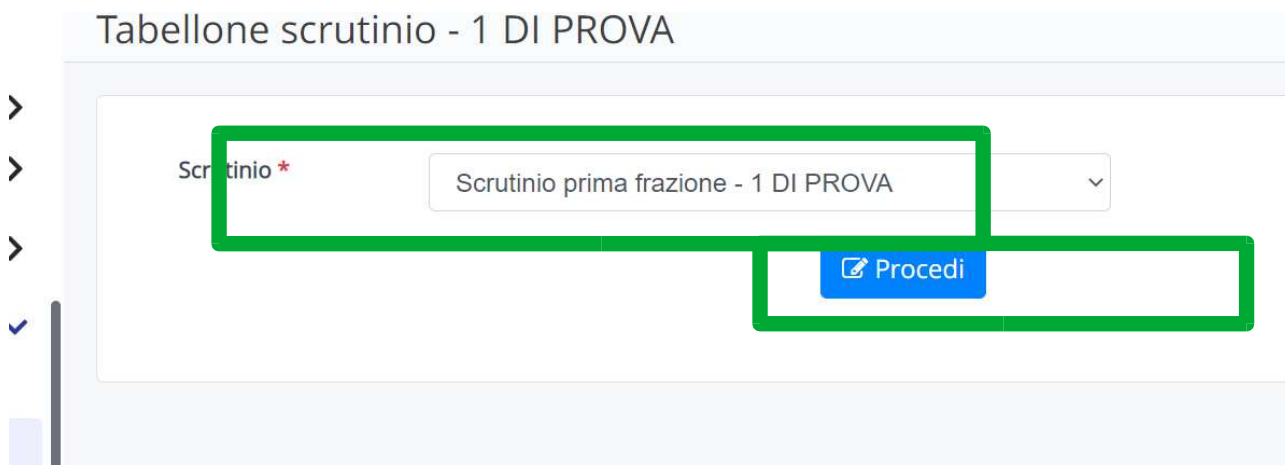 Tabellone scrutinio - 1 DI PROVA
Scrutinio *
Scrutinio prima frazione - 1 DI PROVA
Procedi